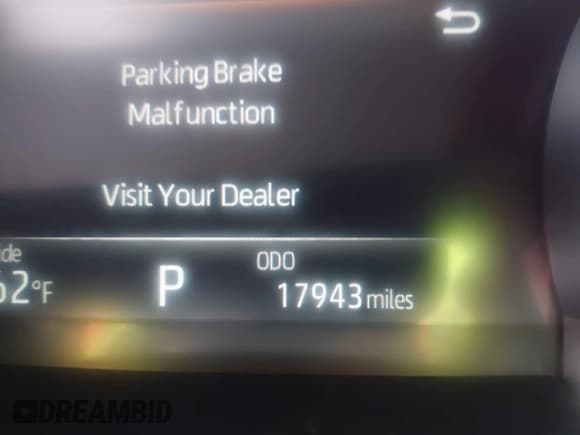 Parking Brake
Malfunction
Visit Your Dealer
ODO
P
17943 miles
DREAMBID